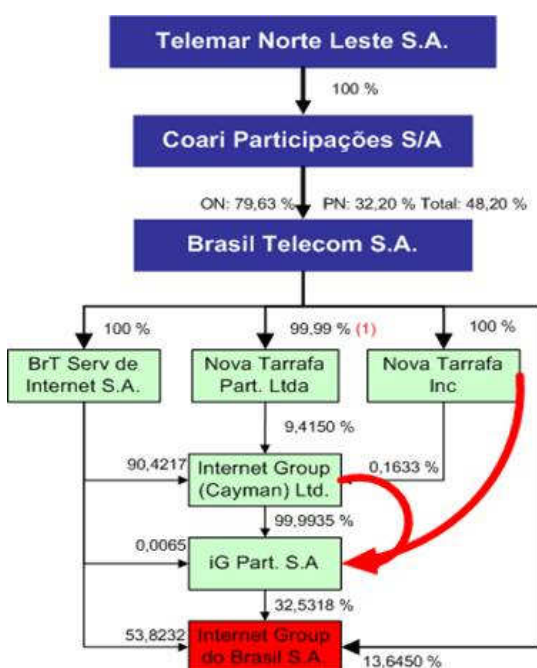 Telemar Norte Leste S.A.
100 %
Coari Participações S/A
ON: 79,63 % PN: 32,20 % Total: 48,20 %
Brasil Telecom S.A.
100 % 99,99 % (1) 100 %
BrT Serv de
Internet S.A.
Nova Tarrafa
Part. Ltda
Nova Tarrafa
Inc
9,4150 %
90,4217
Internet Group
(Cayman) Ltd.
0,1633 %
99,9935 %
0,0065
iG Part. S.A
32,5318 %
53,8232
Internet Group
do Brasil S.A.
13,6450 %